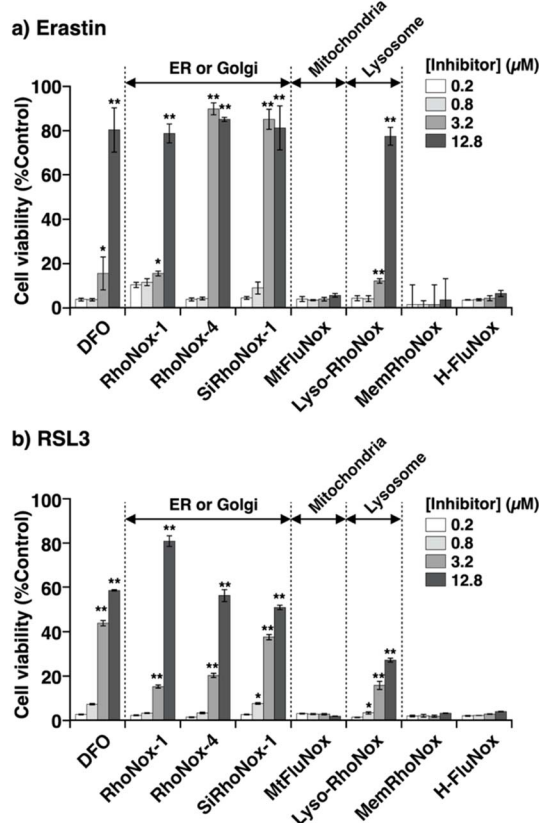 a) Erastin
Mitochondria
Lysosome
ER or Golgi
[Inhibitor] (μM)
0.2
0.8
3.2
12.8
Cell viability (%Control)
100
80
60
40
20
0
** ** ** ** ** ** **
* * **
DFO
RhoNox-1
RhoNox-4
SiRhoNox-1
MtFluNox
Lyso-RhoNox
MemRhoNox
H-FluNox
b) RSL3
Mitochondria
Lysosome
ER or Golgi
[Inhibitor] (μM)
0.2
0.8
3.2
12.8
Cell viability (%Control)
100
80
60
40
20
0
** ** ** ** ** ** ** * ** * ** **
DFO
RhoNox-1
RhoNox-4
SiRhoNox-1
MtFluNox
Lyso-RhoNox
MemRhoNox
H-FluNox